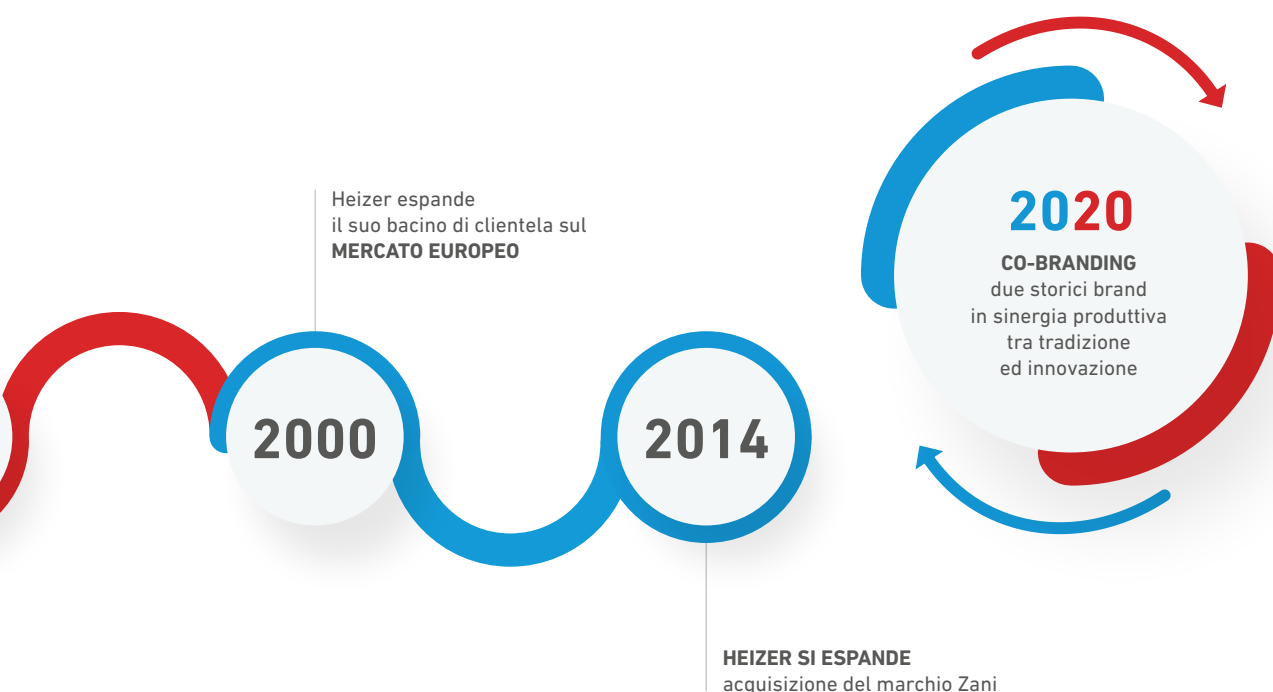 Heizer espande
il suo bacino di clientela sul
MERCATO EUROPEO
2000
2014
HEIZER SI ESPANDE
acquisizione del marchio Zani
2020
CO-BRANDING
due storici brand
in sinergia produttiva
tra tradizione
ed innovazione